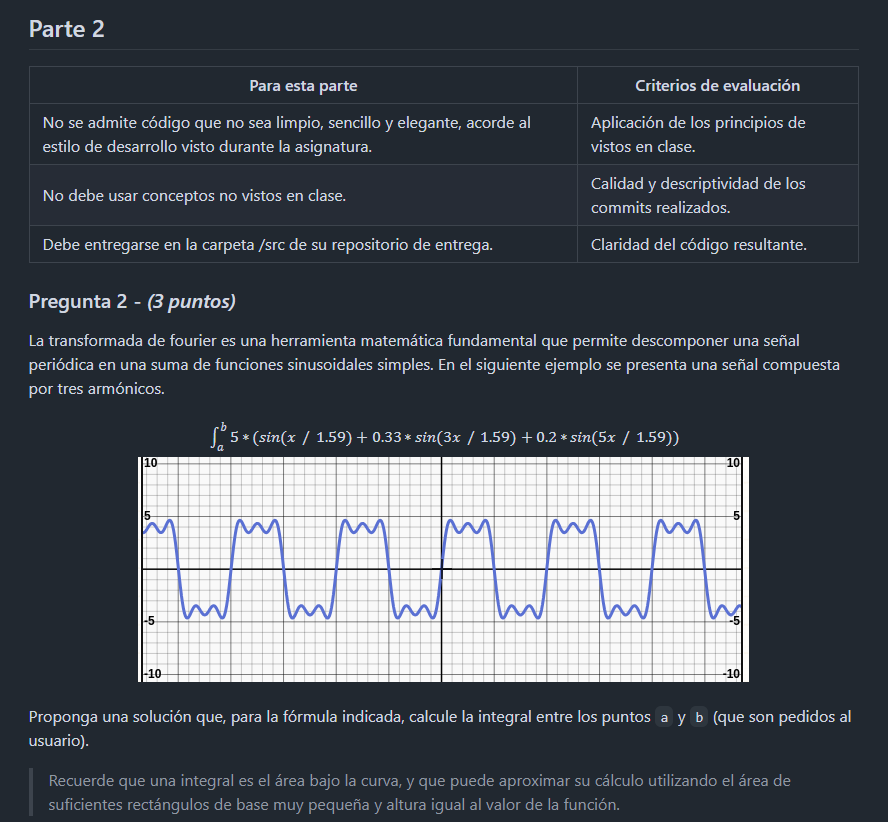 Parte 2
Para esta parte
Criterios de evaluación
No se admite código que no sea limpio, sencillo y elegante, acorde al
estilo de desarrollo visto durante la asignatura.
Aplicación de los principios de
vistos en clase.
No debe usar conceptos no vistos en clase.
Calidad y descriptividad de los
commits realizados.
Debe entregarse en la carpeta /src de su repositorio de entrega.
Claridad del código resultante.
Pregunta 2 - (3 puntos)
La transformada de fourier es una herramienta matemática fundamental que permite descomponer una señal
periódica en una suma de funciones sinusoidales simples. En el siguiente ejemplo se presenta una señal compuesta
por tres armónicos.
∫_a^b 5 * (sin(x / 1.59) + 0.33 * sin(3x / 1.59) + 0.2 * sin(5x / 1.59))
10 10
5 5
-5 -5
-10 -10
Proponga una solución que, para la fórmula indicada, calcule la integral entre los puntos a y b (que son pedidos al
usuario).
Recuerde que una integral es el área bajo la curva, y que puede aproximar su cálculo utilizando el área de
suficientes rectángulos de base muy pequeña y altura igual al valor de la función.